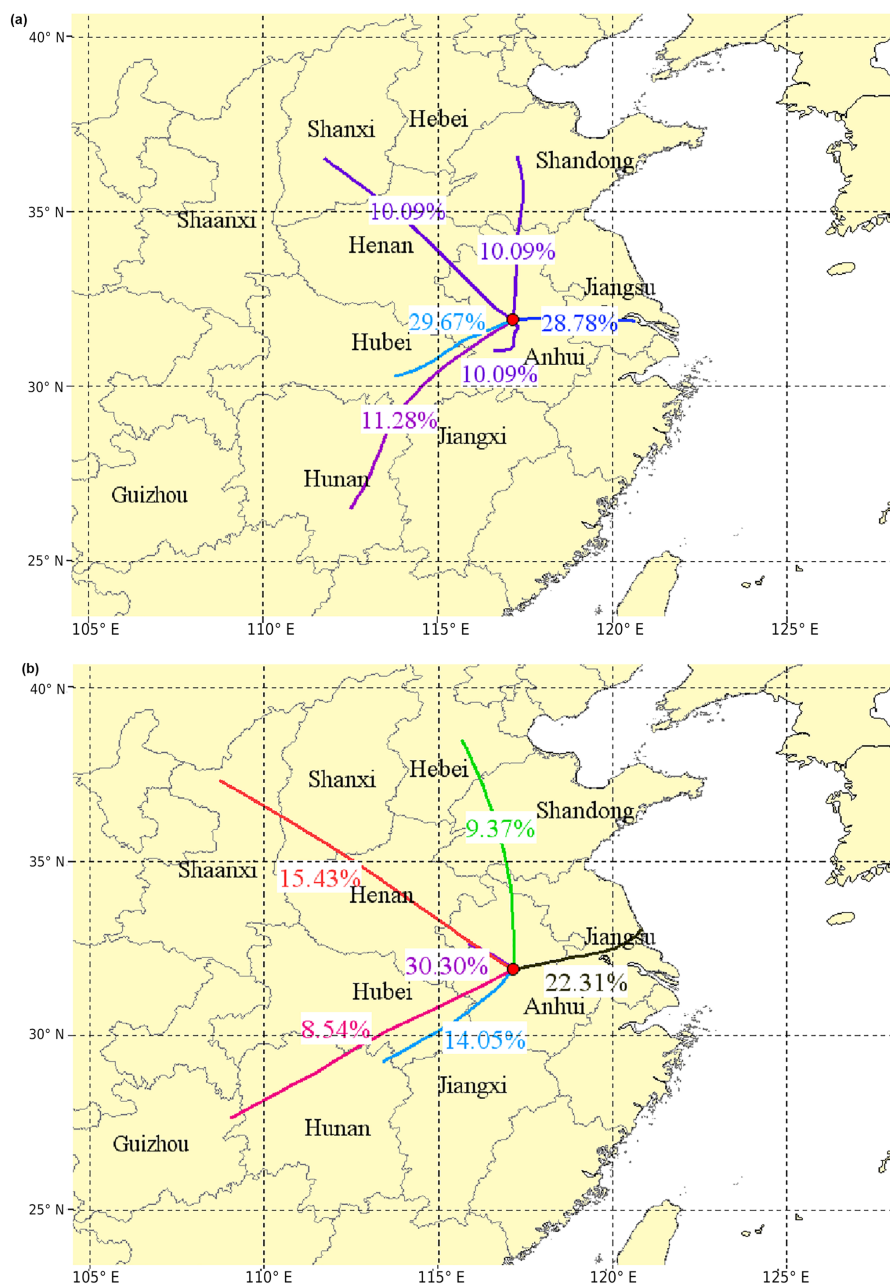 (a)
40° N
Hebei
Shanxi
Shandong
35° N
10.09%
Shaanxi
Henan
10.09%
Jiangsu
29.67%
28.78%
Hubei
Anhui
30° N
10.09%
11.28%
Jiangxi
Hunan
Guizhou
25° N
105° E
110° E
115° E
120° E
125° E
(b)
40° N
Hebei
Shanxi
Shandong
9.37%
35° N
Shaanxi
15.43%
Henan
Jiangsu
30.30%
22.31%
Hubei
Anhui
30° N
8.54%
14.05%
Jiangxi
Hunan
Guizhou
25° N
105° E
110° E
115° E
120° E
125° E